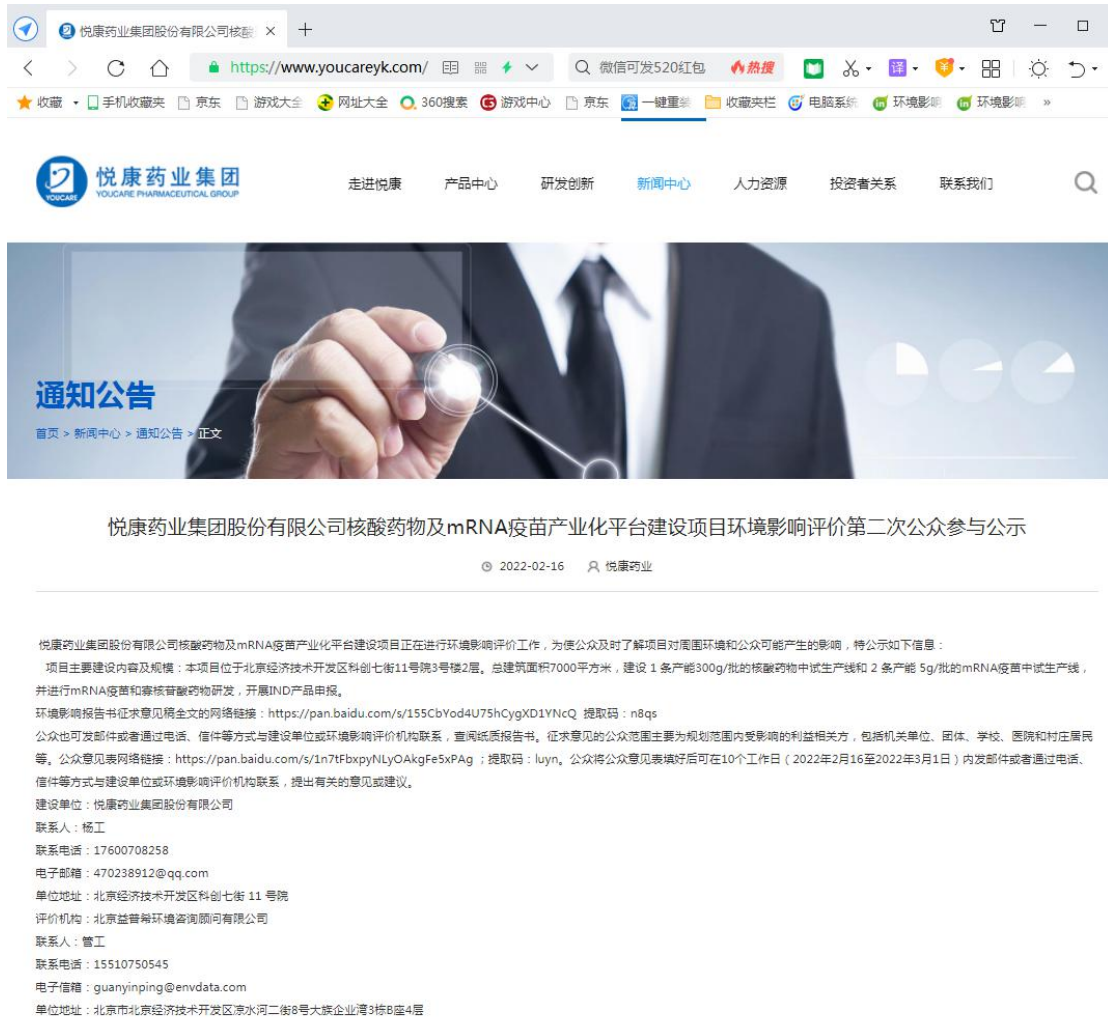 悦康药业集团股份有限公司核酸
https://www.youcareyk.com/
微信可发520红包
热搜
译
收藏
手机收藏夹
京东
游戏大全
网址大全
360搜索
游戏中心
京东
一键重装
收藏夹栏
电脑系统
环境影响
环境影响
»
悦康药业集团
YOUCARE PHARMACEUTICAL GROUP
YOUCARE
走进悦康
产品中心
研发创新
新闻中心
人力资源
投资者关系
联系我们
通知公告
首页 > 新闻中心 > 通知公告 > 正文
悦康药业集团股份有限公司核酸药物及mRNA疫苗产业化平台建设项目环境影响评价第二次公众参与公示
2022-02-16 悦康药业
悦康药业集团股份有限公司核酸药物及mRNA疫苗产业化平台建设项目正在进行环境影响评价工作，为使公众及时了解项目对周围环境和公众可能产生的影响，特公示如下信息：
项目主要建设内容及规模：本项目位于北京经济技术开发区科创七街11号院3号楼2层。总建筑面积7000平方米，建设 1 条产能300g/批的核酸药物中试生产线和 2 条产能 5g/批的mRNA疫苗中试生产线，
并进行mRNA疫苗和寡核苷酸药物研发，开展IND产品申报。
环境影响报告书征求意见稿全文的网络链接：https://pan.baidu.com/s/155CbYod4U75hCygXD1YNcQ 提取码：n8qs
公众也可发邮件或者通过电话、信件等方式与建设单位或环境影响评价机构联系，查阅纸质报告书。征求意见的公众范围主要为规划范围内受影响的利益相关方，包括机关单位、团体、学校、医院和村庄居民
等。公众意见表网络链接：https://pan.baidu.com/s/1n7tFbxpyNLyOAkgFe5xPAg ；提取码：luyn。公众将公众意见表填好后可在10个工作日（2022年2月16至2022年3月1日）内发邮件或者通过电话、
信件等方式与建设单位或环境影响评价机构联系，提出有关的意见或建议。
建设单位：悦康药业集团股份有限公司
联系人：杨工
联系电话：17600708258
电子邮箱：470238912@qq.com
单位地址：北京经济技术开发区科创七街 11 号院
评价机构：北京益普希环境咨询顾问有限公司
联系人：管工
联系电话：15510750545
电子信箱：guanyinping@envdata.com
单位地址：北京市北京经济技术开发区凉水河二街8号大族企业湾3栋B座4层